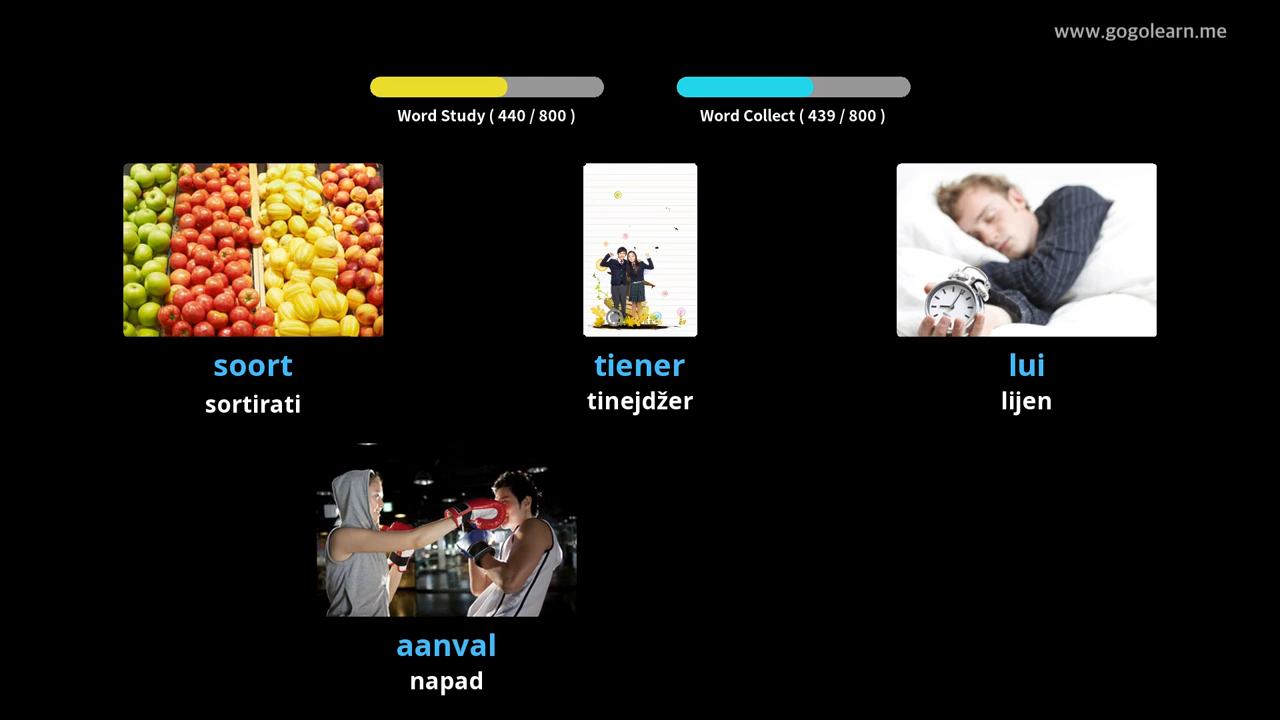 www.gogolearn.me
Word Study ( 440 / 800 )
Word Collect ( 439 / 800 )
soort
sortirati
tiener
tinejdžer
lui
lijen
aanval
napad